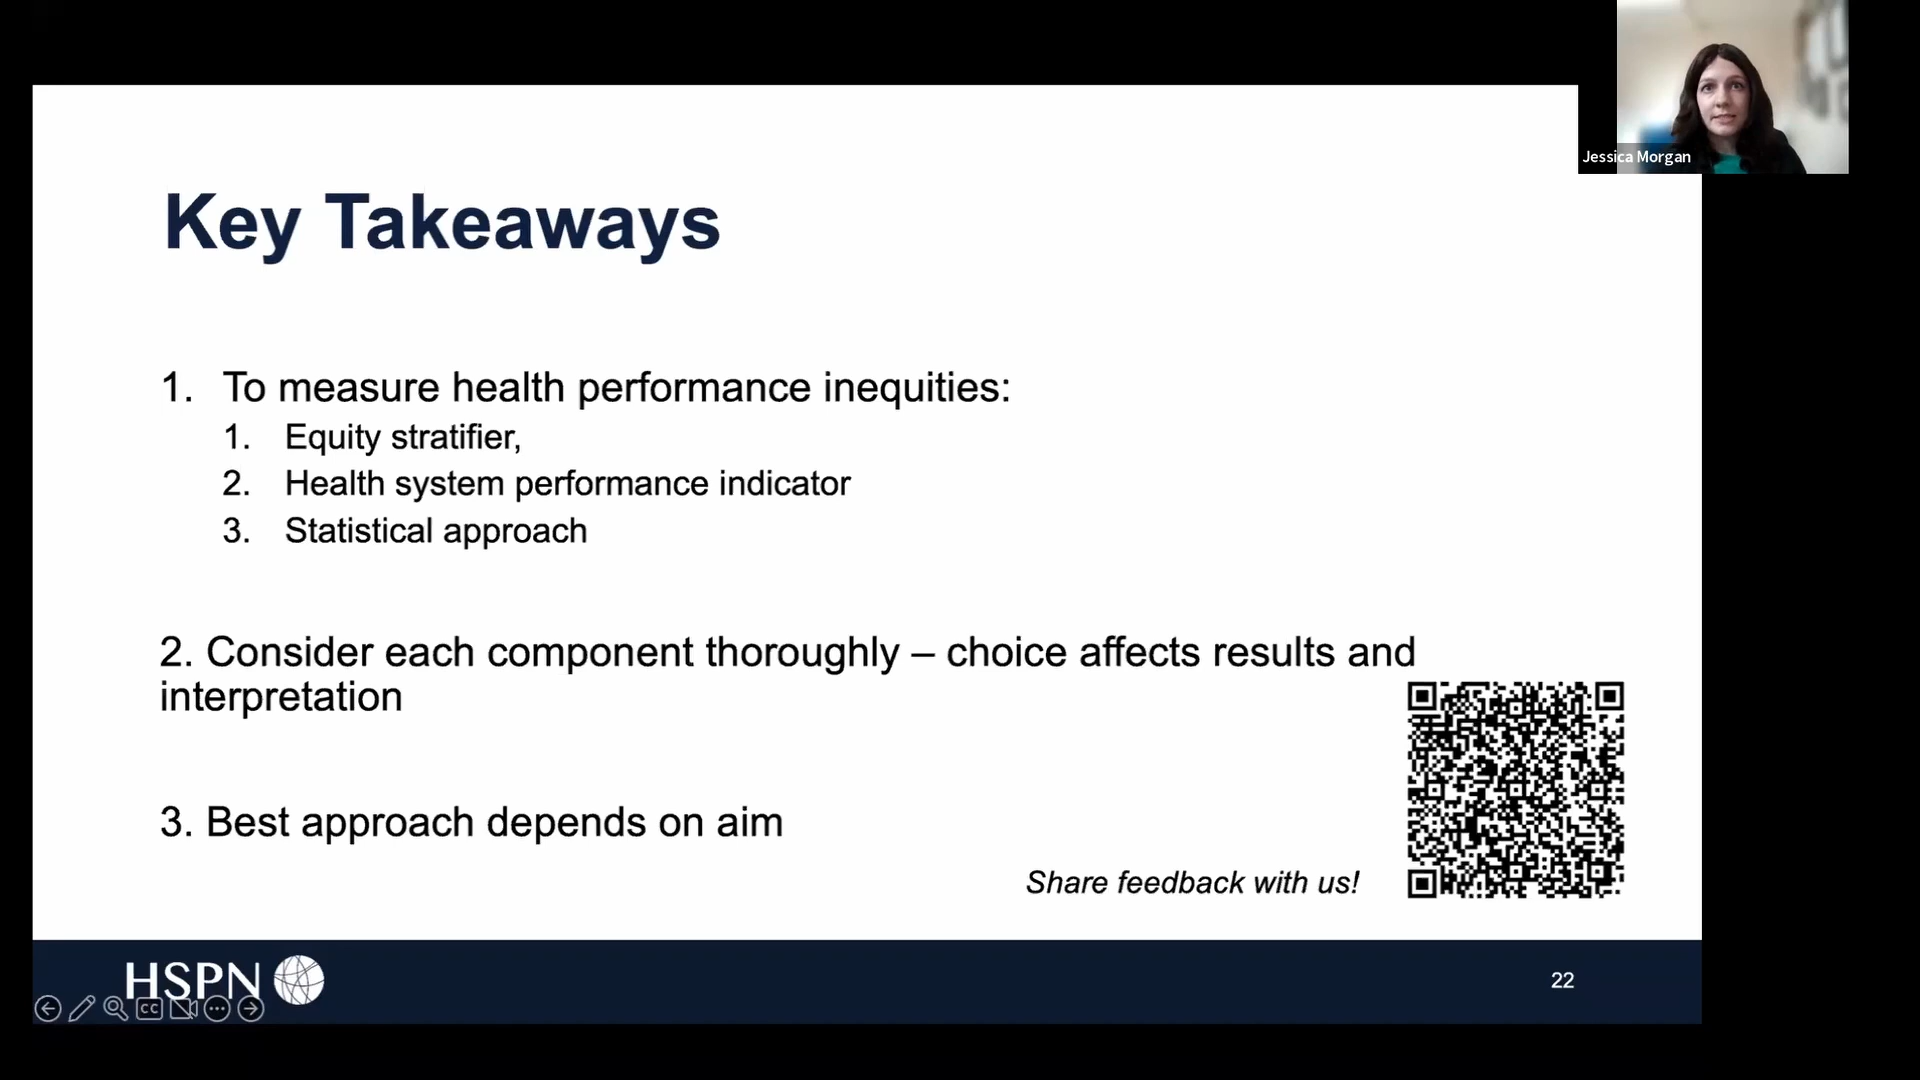 Jessica Morgan
Key Takeaways
1. To measure health performance inequities:
1. Equity stratifier,
2. Health system performance indicator
3. Statistical approach
2. Consider each component thoroughly – choice affects results and
interpretation
3. Best approach depends on aim
Share feedback with us!
HSPN
22
CC